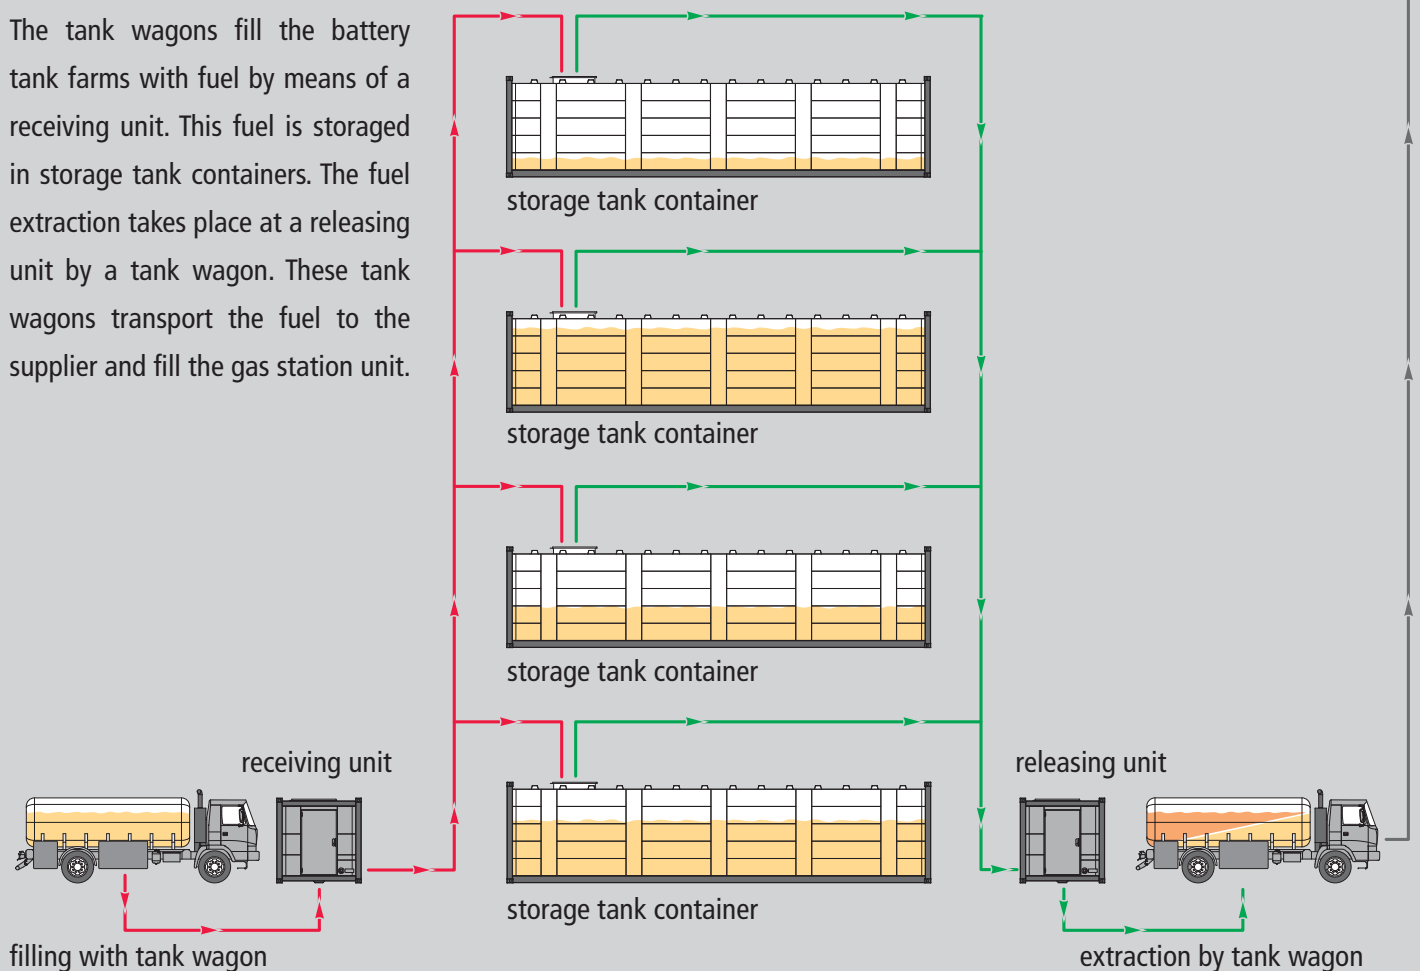 The tank wagons fill the battery
tank farms with fuel by means of a
receiving unit. This fuel is storaged
in storage tank containers. The fuel
extraction takes place at a releasing
unit by a tank wagon. These tank
wagons transport the fuel to the
supplier and fill the gas station unit.
storage tank container
storage tank container
storage tank container
receiving unit
releasing unit
storage tank container
filling with tank wagon
extraction by tank wagon